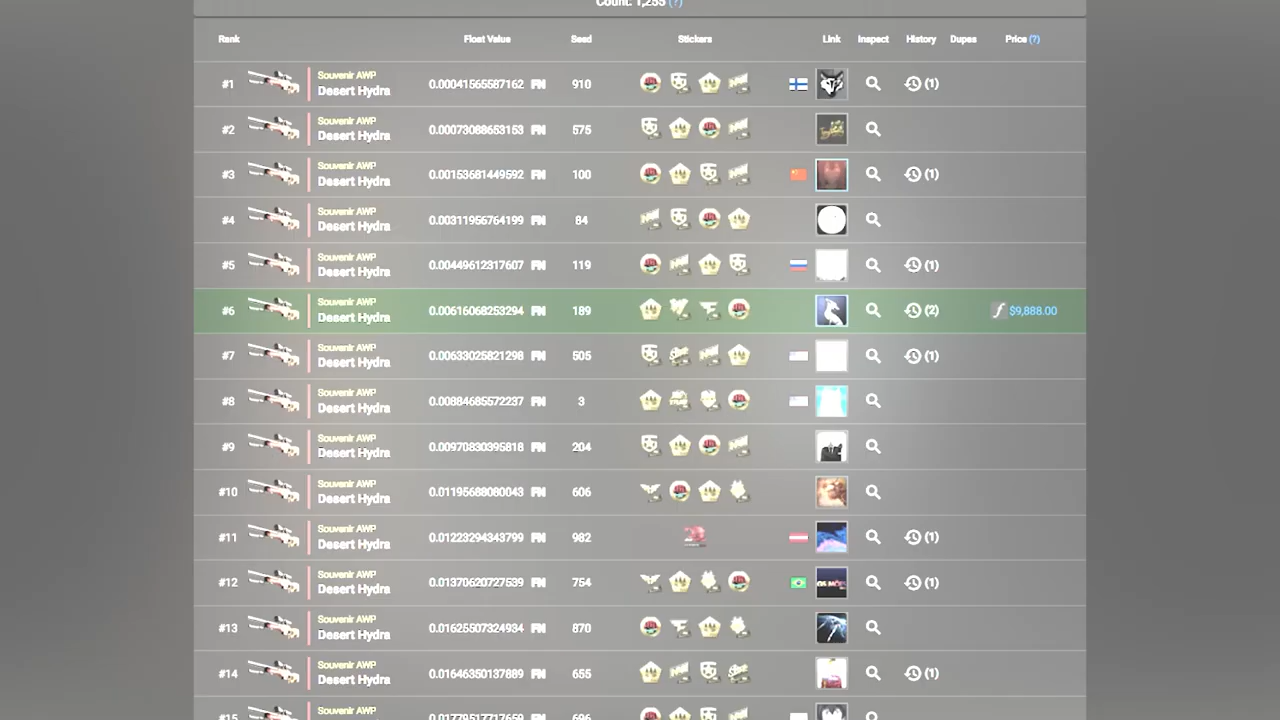 Count: 1,255 (?)
Rank Float Value Seed Stickers Link Inspect History Dupes Price (?)
#1 Souvenir AWP Desert Hydra 0.00041565587162 FN 910 (1)
#2 Souvenir AWP Desert Hydra 0.00073088653153 FN 575
#3 Souvenir AWP Desert Hydra 0.00153681449592 FN 100 (1)
#4 Souvenir AWP Desert Hydra 0.00311956764199 FN 84
#5 Souvenir AWP Desert Hydra 0.00449612317607 FN 119 (1)
#6 Souvenir AWP Desert Hydra 0.00616068253294 FN 189 (2) $9,888.00
#7 Souvenir AWP Desert Hydra 0.00633025821298 FN 505 (1)
#8 Souvenir AWP Desert Hydra 0.00884685572237 FN 3
#9 Souvenir AWP Desert Hydra 0.00970830395818 FN 204
#10 Souvenir AWP Desert Hydra 0.01195688080043 FN 606
#11 Souvenir AWP Desert Hydra 0.01223294343799 FN 982 (1)
#12 Souvenir AWP Desert Hydra 0.01370620727539 FN 754 (1)
#13 Souvenir AWP Desert Hydra 0.01625507324934 FN 870
#14 Souvenir AWP Desert Hydra 0.01646350137889 FN 655 (1)
#15 Souvenir AWP 0.01779517717659 FN 696